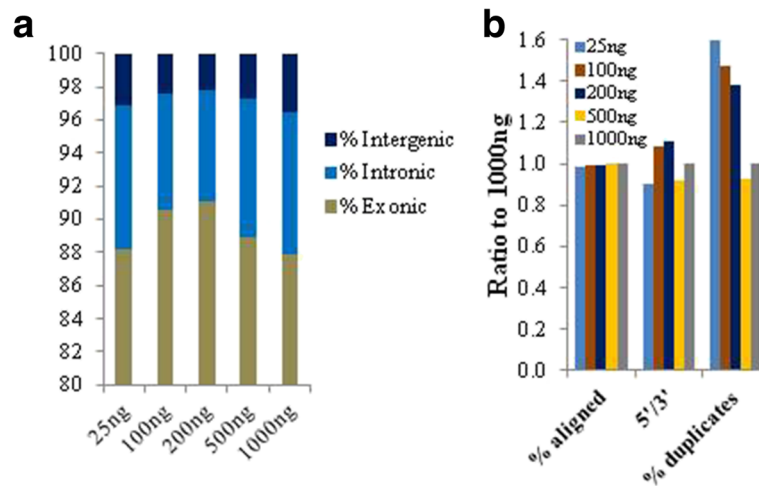 a
100
98
96
94
92
90
88
86
84
82
80
25ng
100ng
200ng
500ng
1000ng
% Intergenic
% Intronic
% Exonic
b
Ratio to 1000ng
1.6
1.4
1.2
1.0
0.8
0.6
0.4
0.2
0.0
25ng
100ng
200ng
500ng
1000ng
% aligned
5'/3'
% duplicates